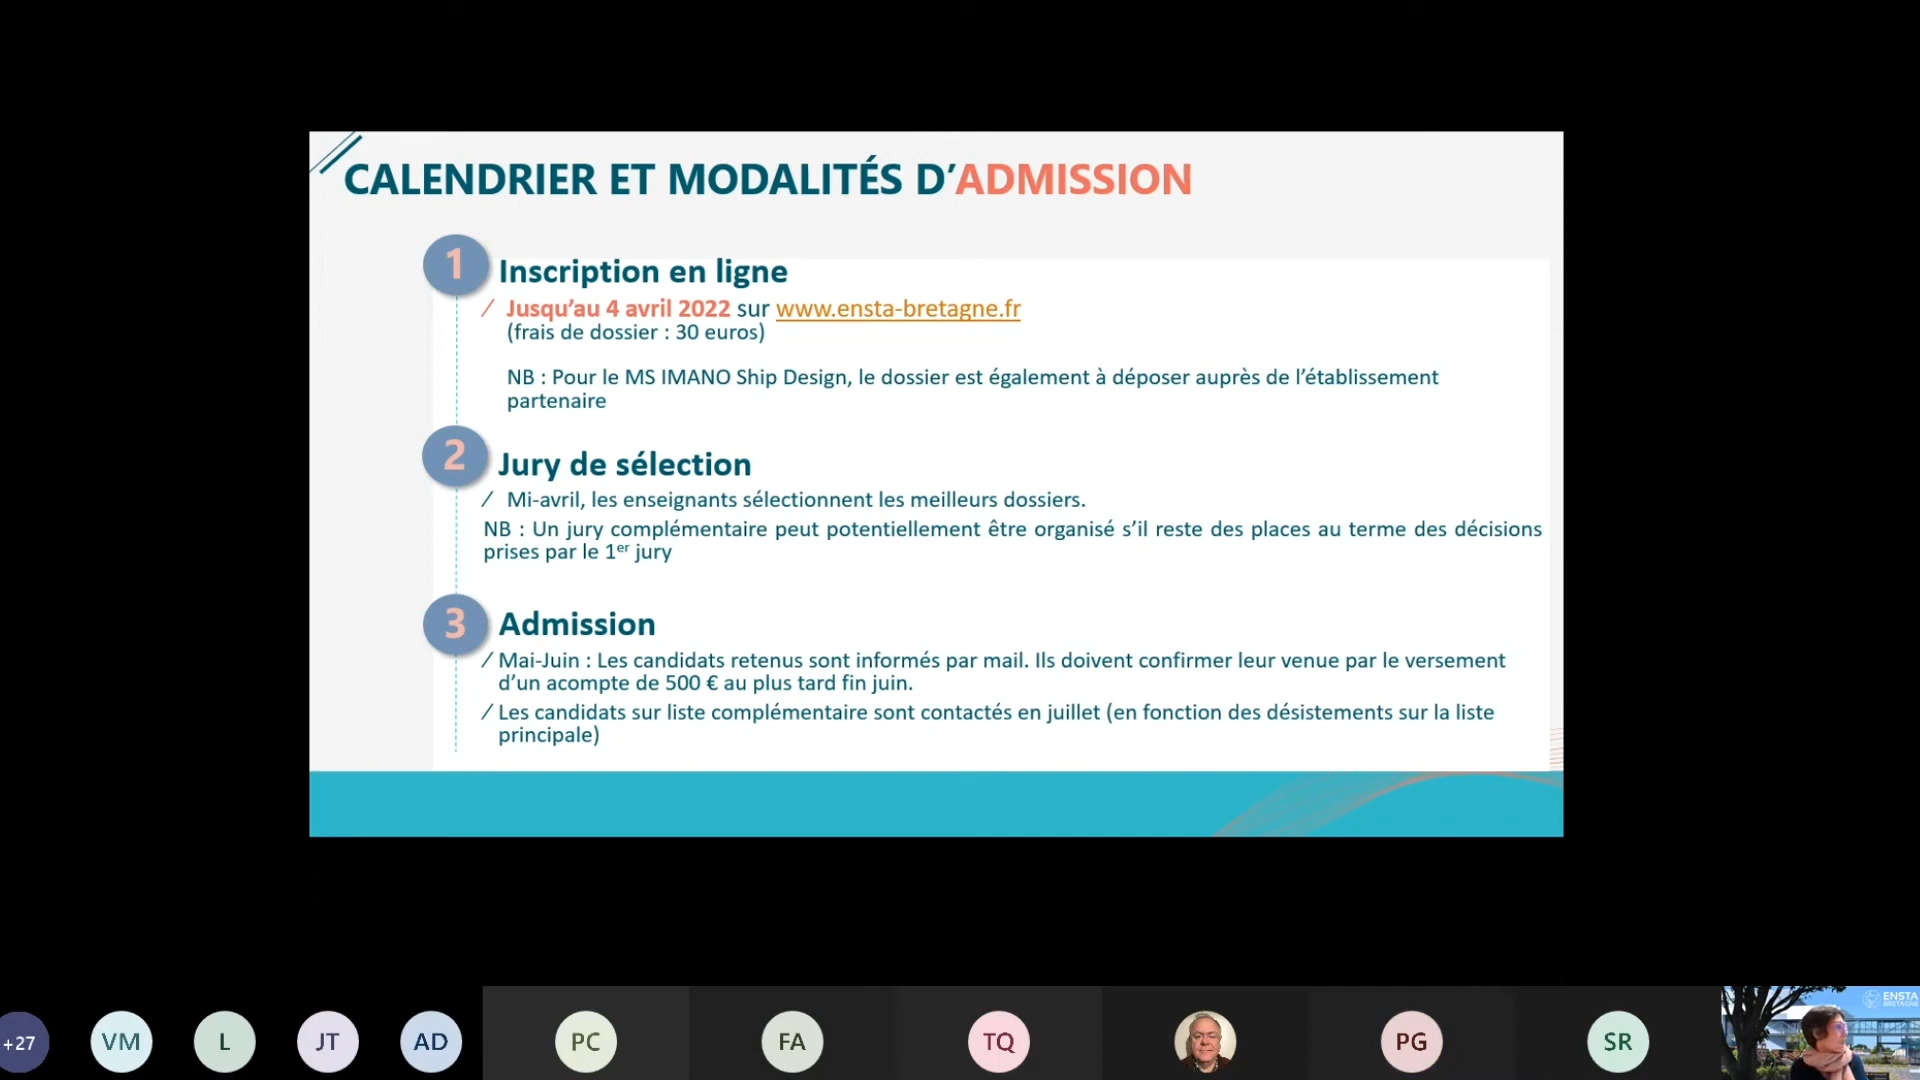 CALENDRIER ET MODALITÉS D’ADMISSION
1
Inscription en ligne
/ Jusqu’au 4 avril 2022 sur www.ensta-bretagne.fr
(frais de dossier : 30 euros)
NB : Pour le MS IMANO Ship Design, le dossier est également à déposer auprès de l’établissement
partenaire
2
Jury de sélection
/ Mi-avril, les enseignants sélectionnent les meilleurs dossiers.
NB : Un jury complémentaire peut potentiellement être organisé s’il reste des places au terme des décisions
prises par le 1er jury
3
Admission
/ Mai-Juin : Les candidats retenus sont informés par mail. Ils doivent confirmer leur venue par le versement
d’un acompte de 500 € au plus tard fin juin.
/ Les candidats sur liste complémentaire sont contactés en juillet (en fonction des désistements sur la liste
principale)
+27 VM L JT AD PC FA TQ PG SR
ENSTA
BRETAGNE